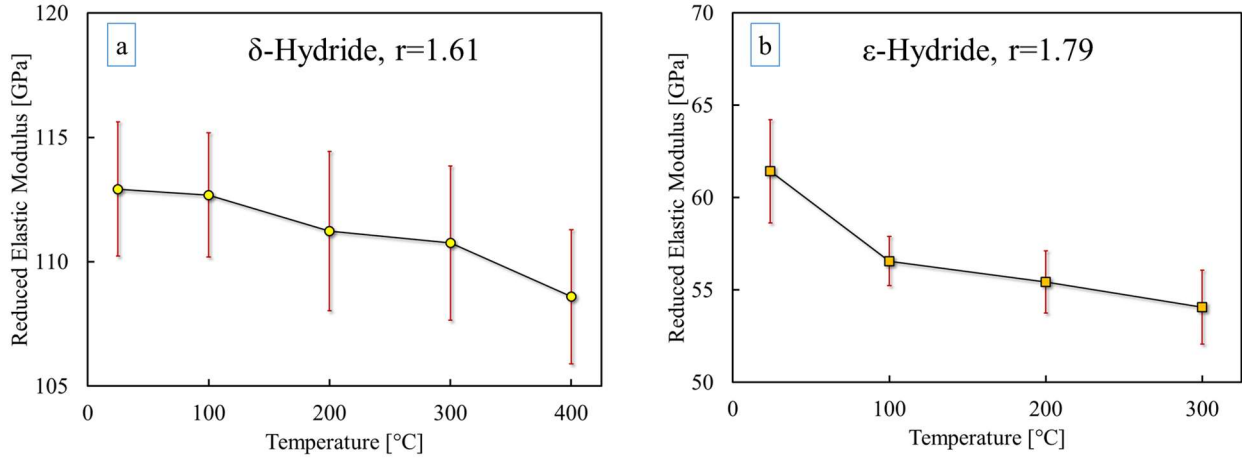 a
δ-Hydride, r=1.61
Reduced Elastic Modulus [GPa]
120
115
110
105
0 100 200 300 400
Temperature [°C]
b
ε-Hydride, r=1.79
Reduced Elastic Modulus [GPa]
70
65
60
55
50
0 100 200 300
Temperature [°C]